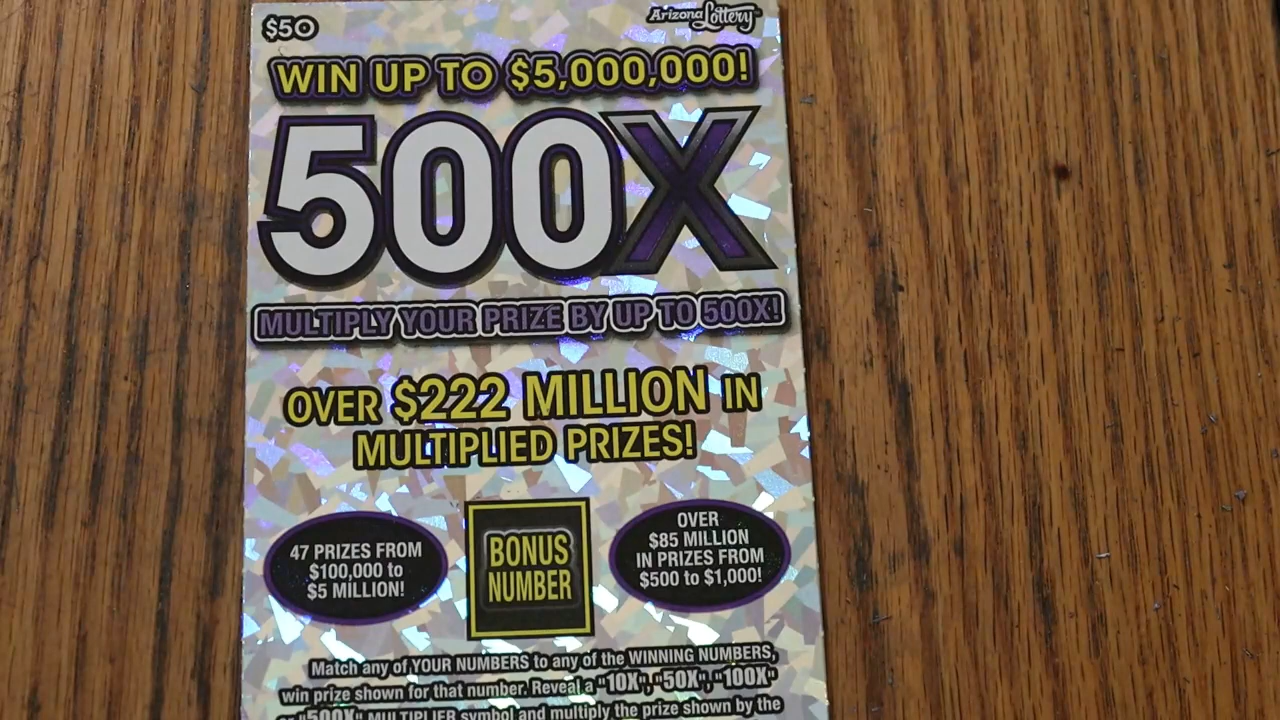 $50
Arizona Lottery™
WIN UP TO $5,000,000!
500X
MULTIPLY YOUR PRIZE BY UP TO 500X!
OVER $222 MILLION IN
MULTIPLIED PRIZES!
47 PRIZES FROM
$100,000 to
$5 MILLION!
BONUS
NUMBER
OVER
$85 MILLION
IN PRIZES FROM
$500 to $1,000!
Match any of YOUR NUMBERS to any of the WINNING NUMBERS,
win prize shown for that number. Reveal a "10X", "50X", "100X"
or "500X" MULTIPLIER symbol and multiply the prize shown by the